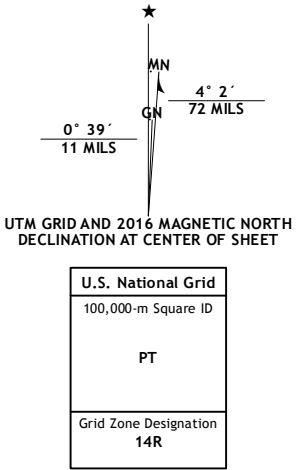 ★
MN
4° 2´
72 MILS
GN
0° 39´
11 MILS
UTM GRID AND 2016 MAGNETIC NORTH
DECLINATION AT CENTER OF SHEET
U.S. National Grid
100,000-m Square ID
PT
Grid Zone Designation
14R